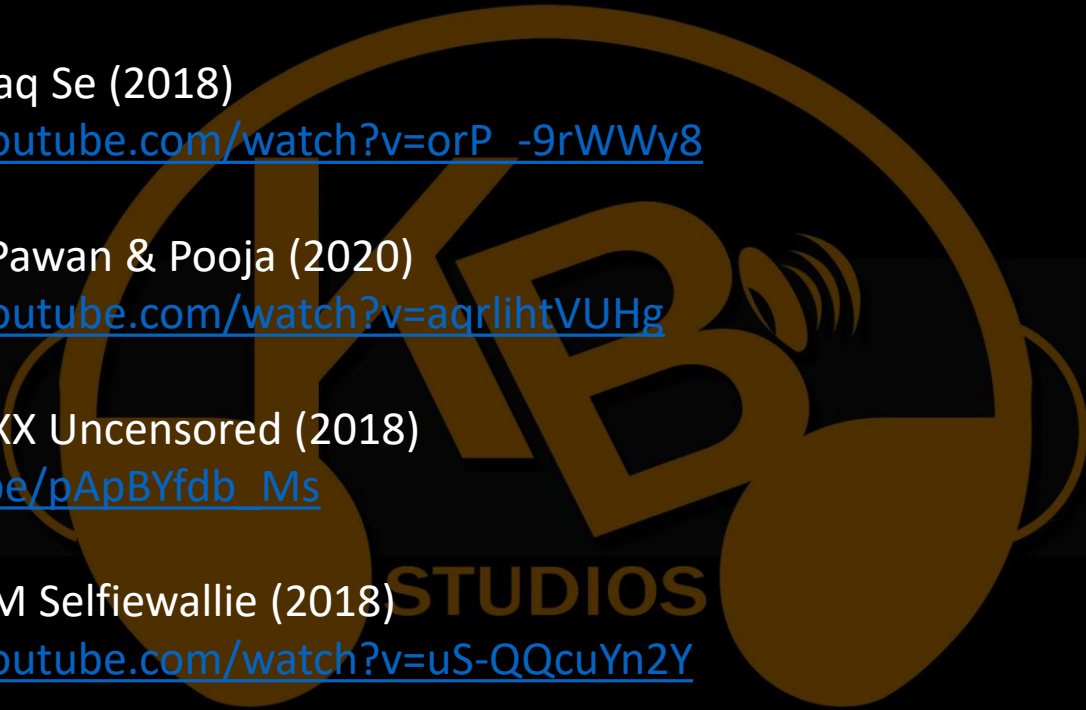 aq Se (2018)
outube.com/watch?v=orP_-9rWWy8
Pawan & Pooja (2020)
outube.com/watch?v=aqrlihtVUHg
XX Uncensored (2018)
be/pApBYfdb_Ms
M Selfiewallie (2018)
outube.com/watch?v=uS-QQcuYn2Y
KB
STUDIOS